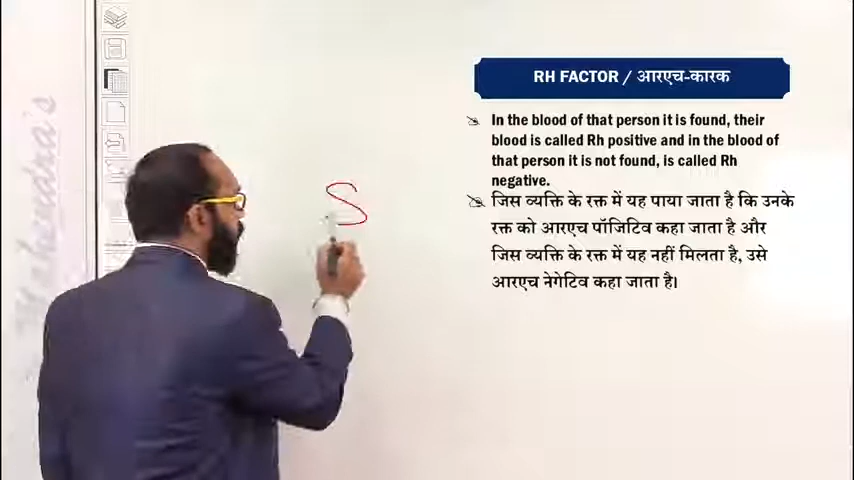 RH FACTOR / आरएच-कारक
In the blood of that person it is found, their
blood is called Rh positive and in the blood of
that person it is not found, is called Rh
negative.
जिस व्यक्ति के रक्त में यह पाया जाता है कि उनके
रक्त को आरएच पॉजिटिव कहा जाता है और
जिस व्यक्ति के रक्त में यह नहीं मिलता है, उसे
आरएच नेगेटिव कहा जाता है।
S
Mahendra's